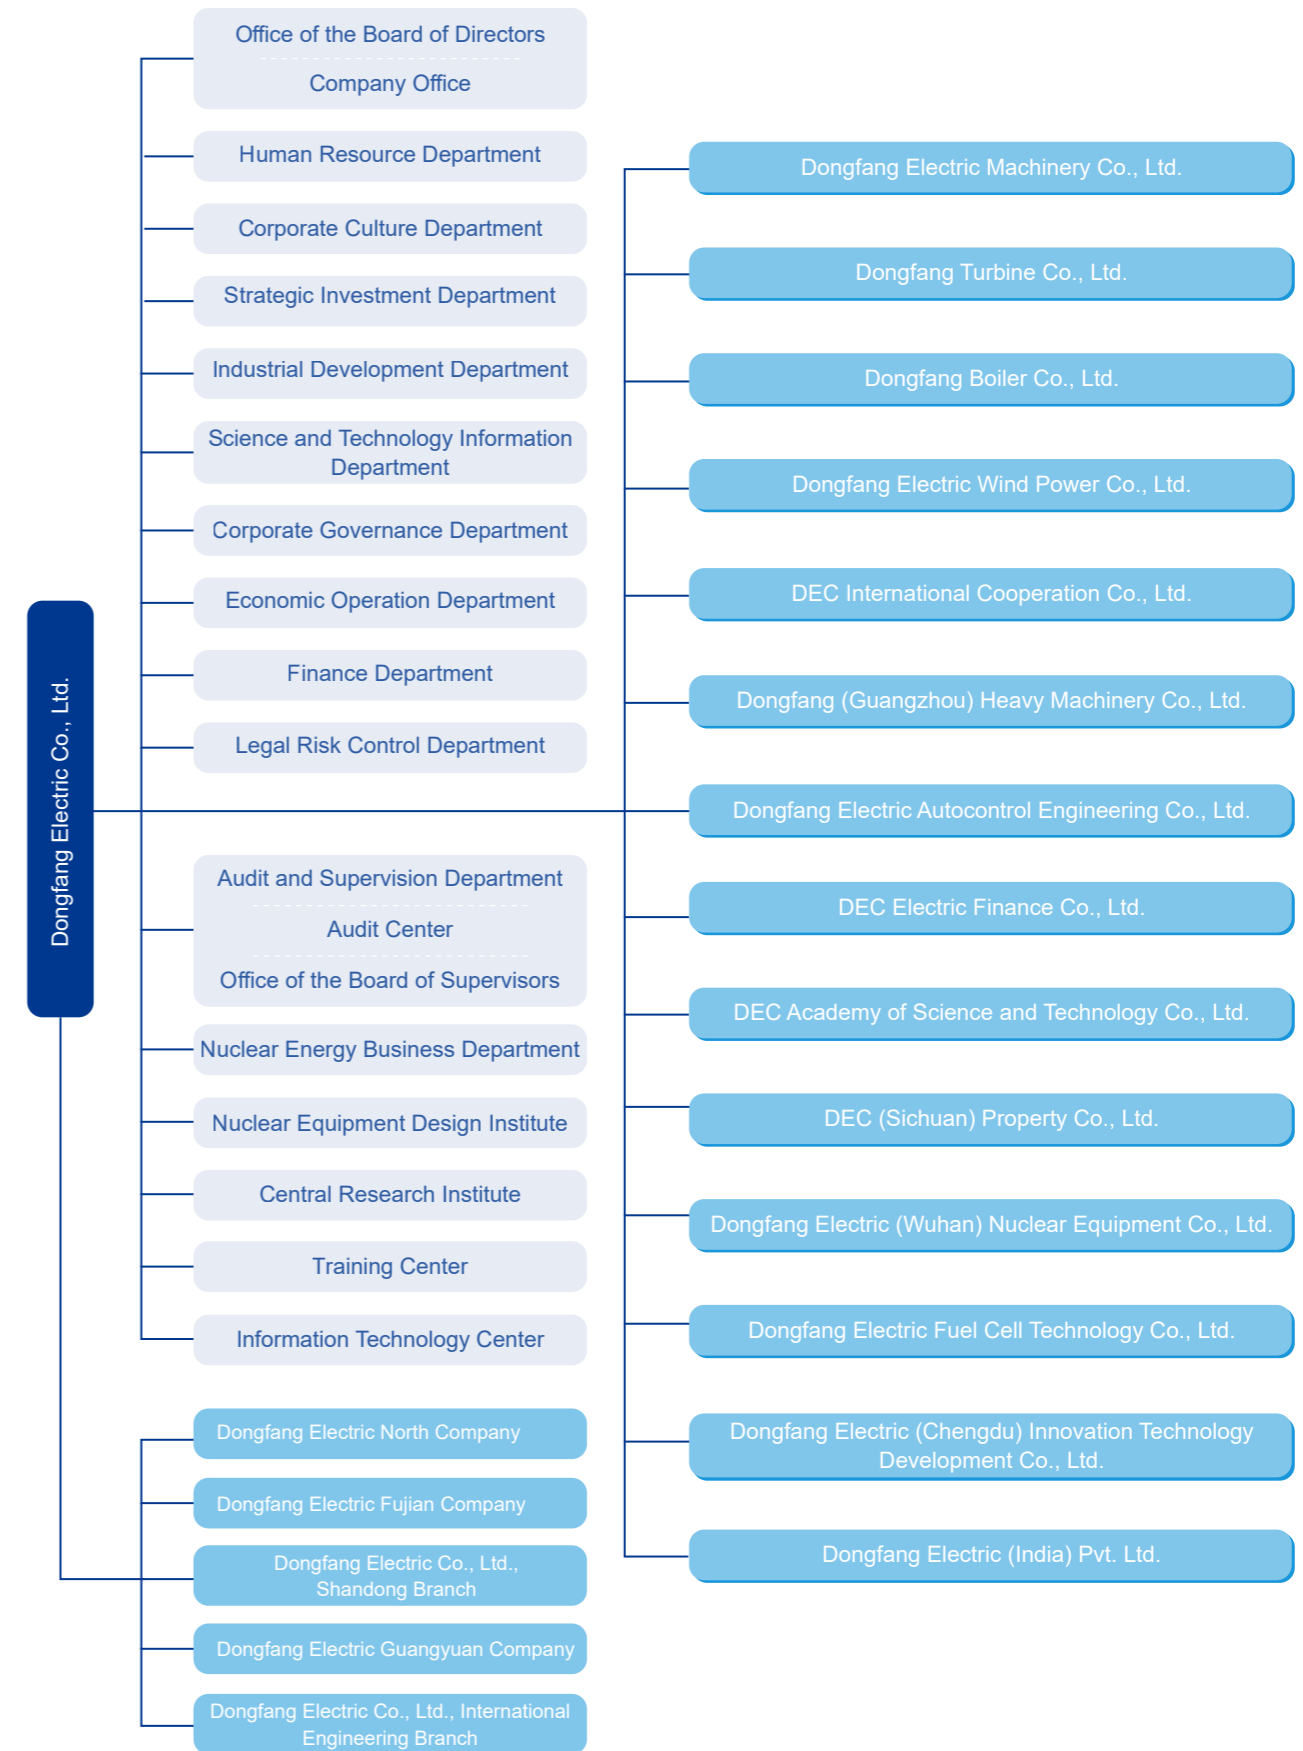 Dongfang Electric Co., Ltd.
Office of the Board of Directors
Company Office
Human Resource Department
Corporate Culture Department
Strategic Investment Department
Industrial Development Department
Science and Technology Information
Department
Corporate Governance Department
Economic Operation Department
Finance Department
Legal Risk Control Department
Audit and Supervision Department
Audit Center
Office of the Board of Supervisors
Nuclear Energy Business Department
Nuclear Equipment Design Institute
Central Research Institute
Training Center
Information Technology Center
Dongfang Electric North Company
Dongfang Electric Fujian Company
Dongfang Electric Co., Ltd.,
Shandong Branch
Dongfang Electric Guangyuan Company
Dongfang Electric Co., Ltd., International
Engineering Branch
Dongfang Electric Machinery Co., Ltd.
Dongfang Turbine Co., Ltd.
Dongfang Boiler Co., Ltd.
Dongfang Electric Wind Power Co., Ltd.
DEC International Cooperation Co., Ltd.
Dongfang (Guangzhou) Heavy Machinery Co., Ltd.
Dongfang Electric Autocontrol Engineering Co., Ltd.
DEC Electric Finance Co., Ltd.
DEC Academy of Science and Technology Co., Ltd.
DEC (Sichuan) Property Co., Ltd.
Dongfang Electric (Wuhan) Nuclear Equipment Co., Ltd.
Dongfang Electric Fuel Cell Technology Co., Ltd.
Dongfang Electric (Chengdu) Innovation Technology
Development Co., Ltd.
Dongfang Electric (India) Pvt. Ltd.